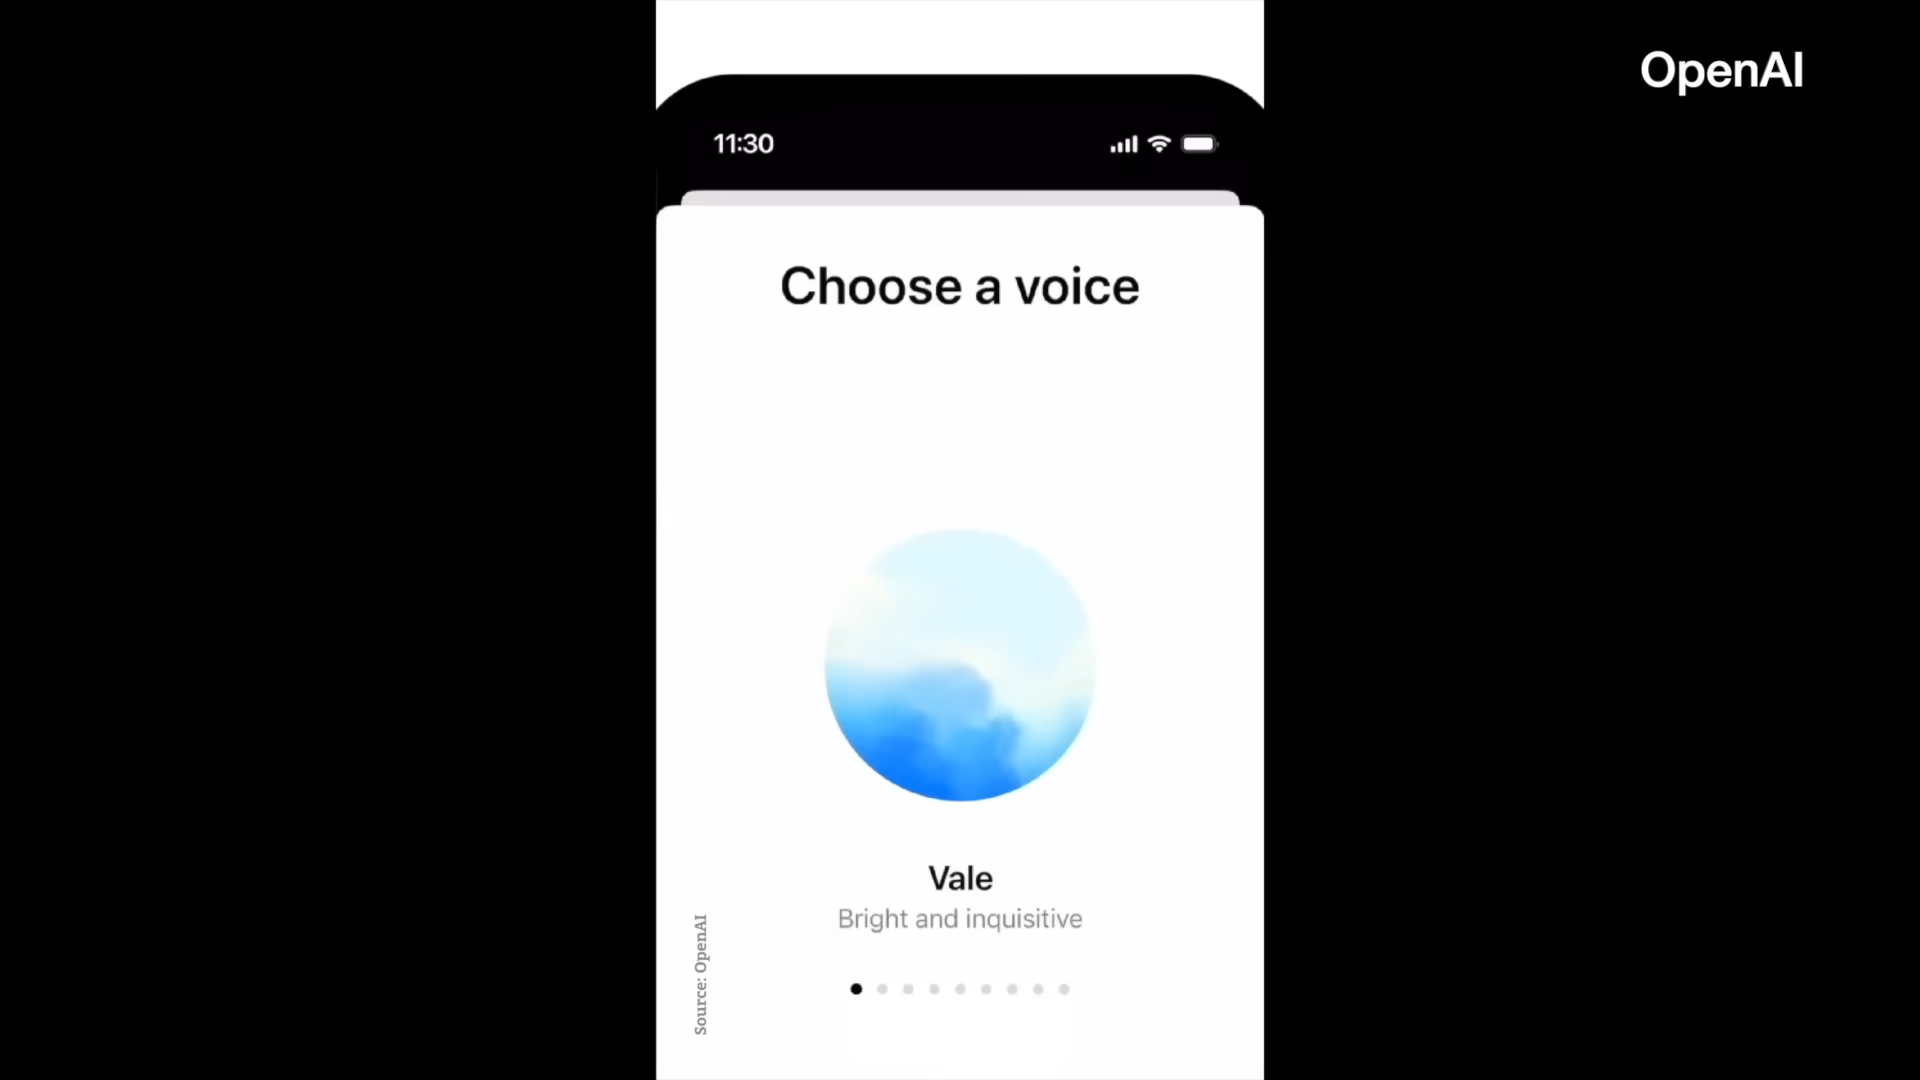 OpenAI
11:30
Choose a voice
Vale
Bright and inquisitive
Source: OpenAI